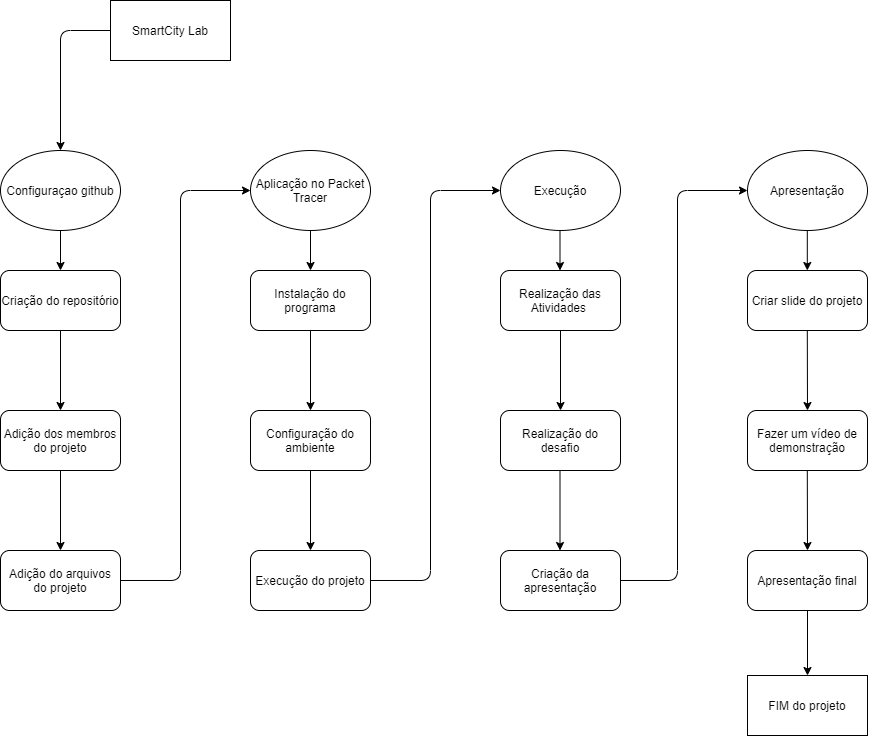 SmartCity Lab
Configuraçao github
Criação do repositório
Adição dos membros
do projeto
Adição do arquivos
do projeto
Aplicação no Packet
Tracer
Instalação do
programa
Configuração do
ambiente
Execução do projeto
Execução
Realização das
Atividades
Realização do
desafio
Criação da
apresentação
Apresentação
Criar slide do projeto
Fazer um vídeo de
demonstração
Apresentação final
FIM do projeto